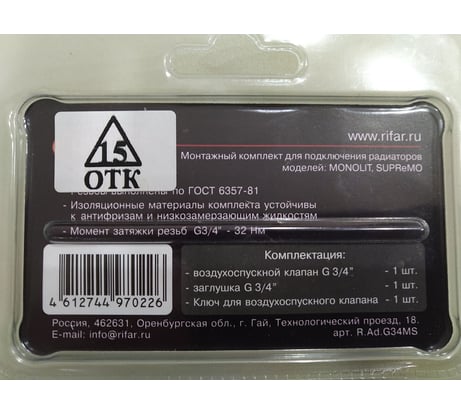 15
ОТК
www.rifar.ru
Монтажный комплект для подключения радиаторов
моделей: MONOLIT, SUPReMO
выполнены по ГОСТ 6357-81
- Изоляционные материалы комплекта устойчивы
к антифризам и низкозамерзающим жидкостям
- Момент затяжки резьб G3/4" - 32 Нм
Комплектация:
- воздухоспускной клапан G 3/4" - 1 шт.
- заглушка G 3/4" - 1 шт.
- Ключ для воздухоспускного клапана - 1 шт.
4 612744 970226
Россия, 462631, Оренбургская обл., г. Гай, Технологический проезд, 18.
E-mail: info@rifar.ru
арт. R.Ad.G34MS